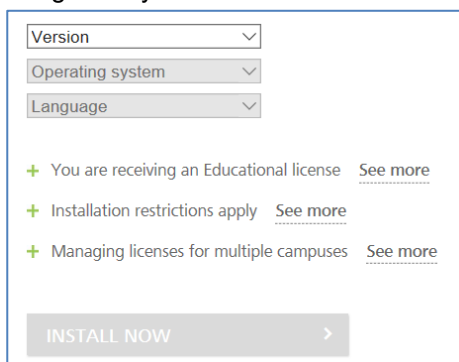 Version
Operating system
Language
+ You are receiving an Educational license See more
+ Installation restrictions apply See more
+ Managing licenses for multiple campuses See more
INSTALL NOW